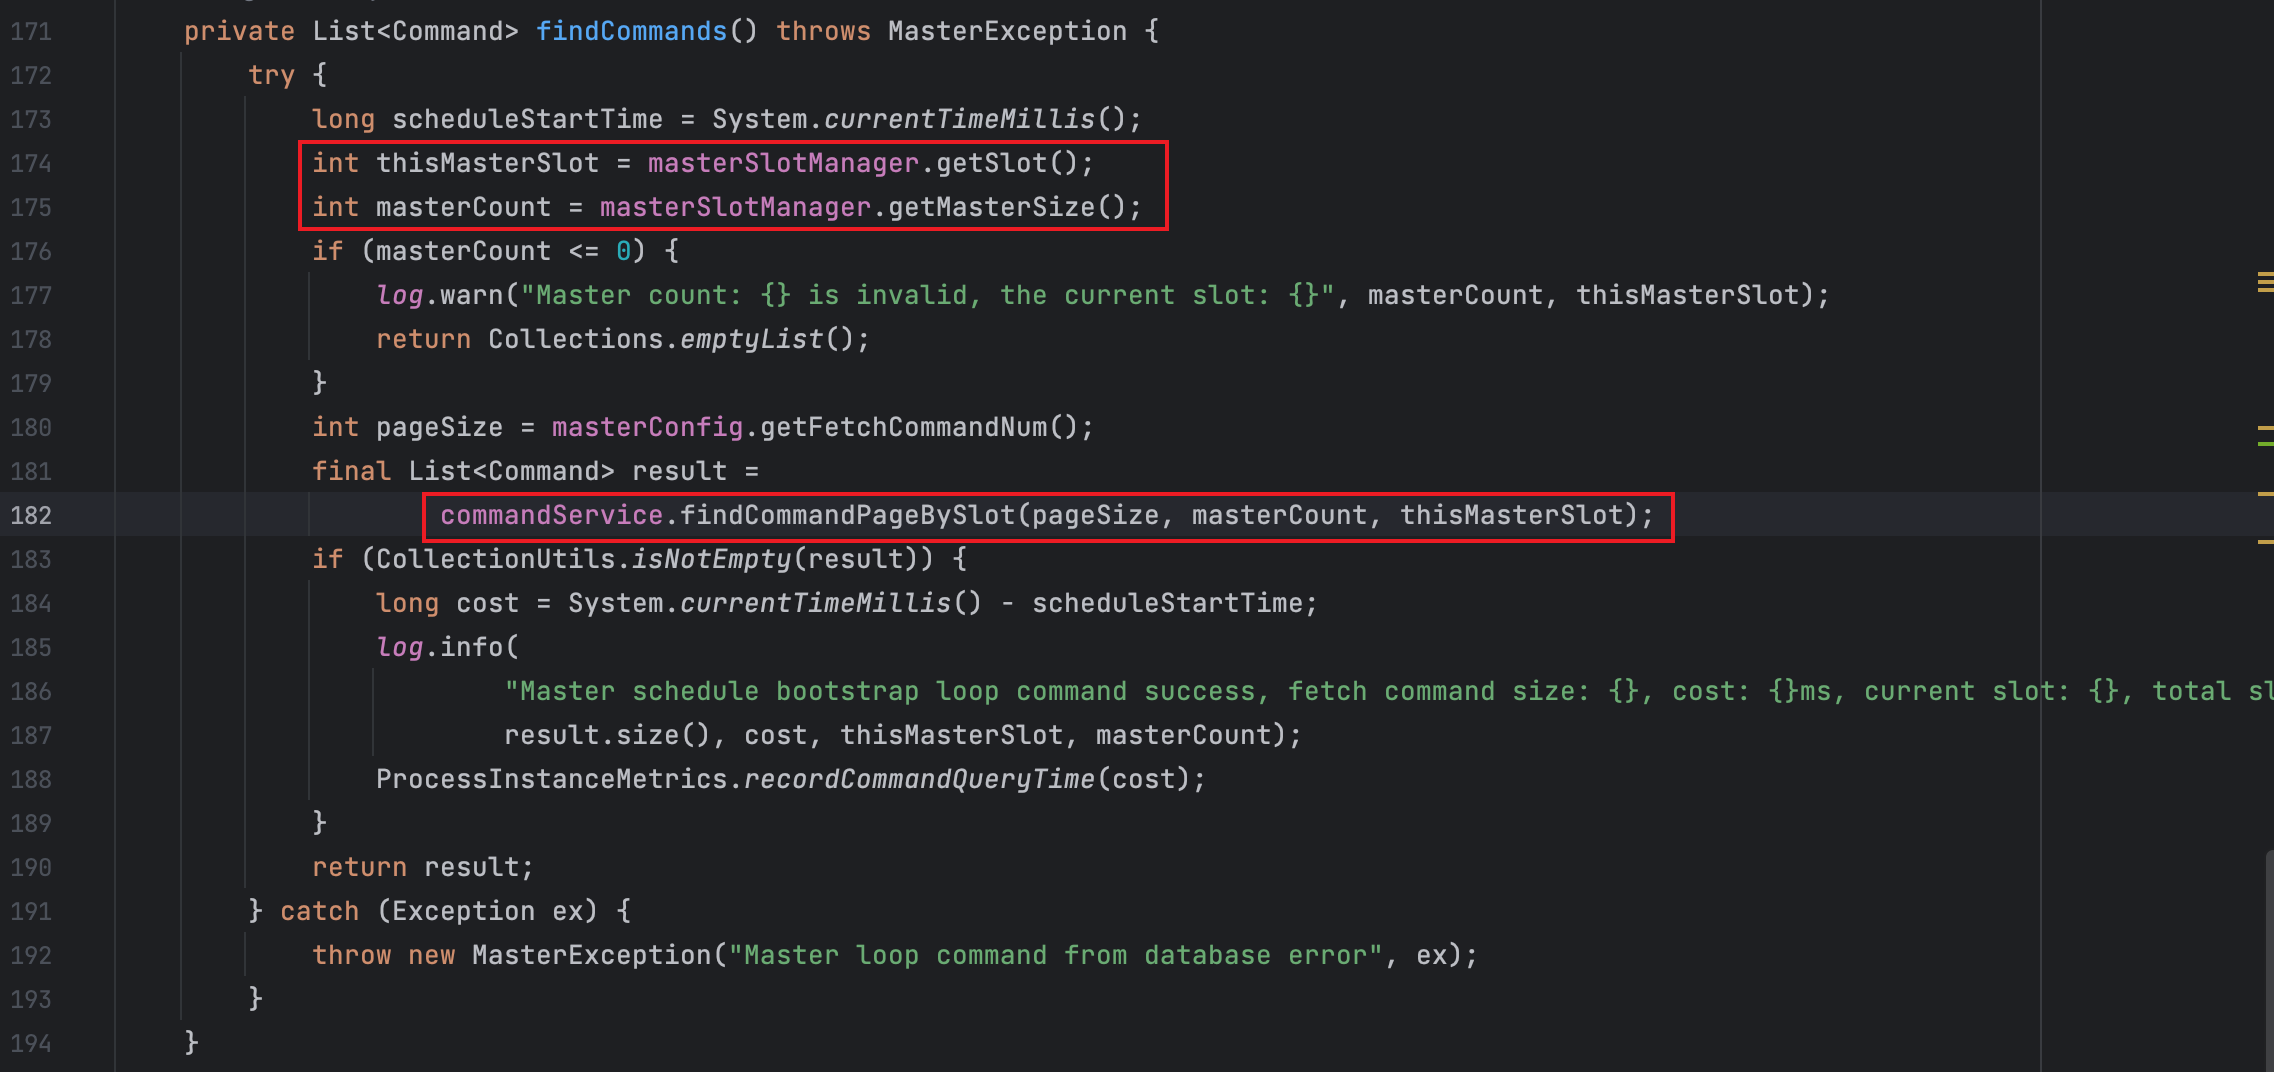 171 private List<Command> findCommands() throws MasterException {
172 try {
173 long scheduleStartTime = System.currentTimeMillis();
174 int thisMasterSlot = masterSlotManager.getSlot();
175 int masterCount = masterSlotManager.getMasterSize();
176 if (masterCount <= 0) {
177 log.warn("Master count: {} is invalid, the current slot: {}", masterCount, thisMasterSlot);
178 return Collections.emptyList();
179 }
180 int pageSize = masterConfig.getFetchCommandNum();
181 final List<Command> result =
182 commandService.findCommandPageBySlot(pageSize, masterCount, thisMasterSlot);
183 if (CollectionUtils.isNotEmpty(result)) {
184 long cost = System.currentTimeMillis() - scheduleStartTime;
185 log.info(
186 "Master schedule bootstrap loop command success, fetch command size: {}, cost: {}ms, current slot: {}, total
187 result.size(), cost, thisMasterSlot, masterCount);
188 ProcessInstanceMetrics.recordCommandQueryTime(cost);
189 }
190 return result;
191 } catch (Exception ex) {
192 throw new MasterException("Master loop command from database error", ex);
193 }
194 }